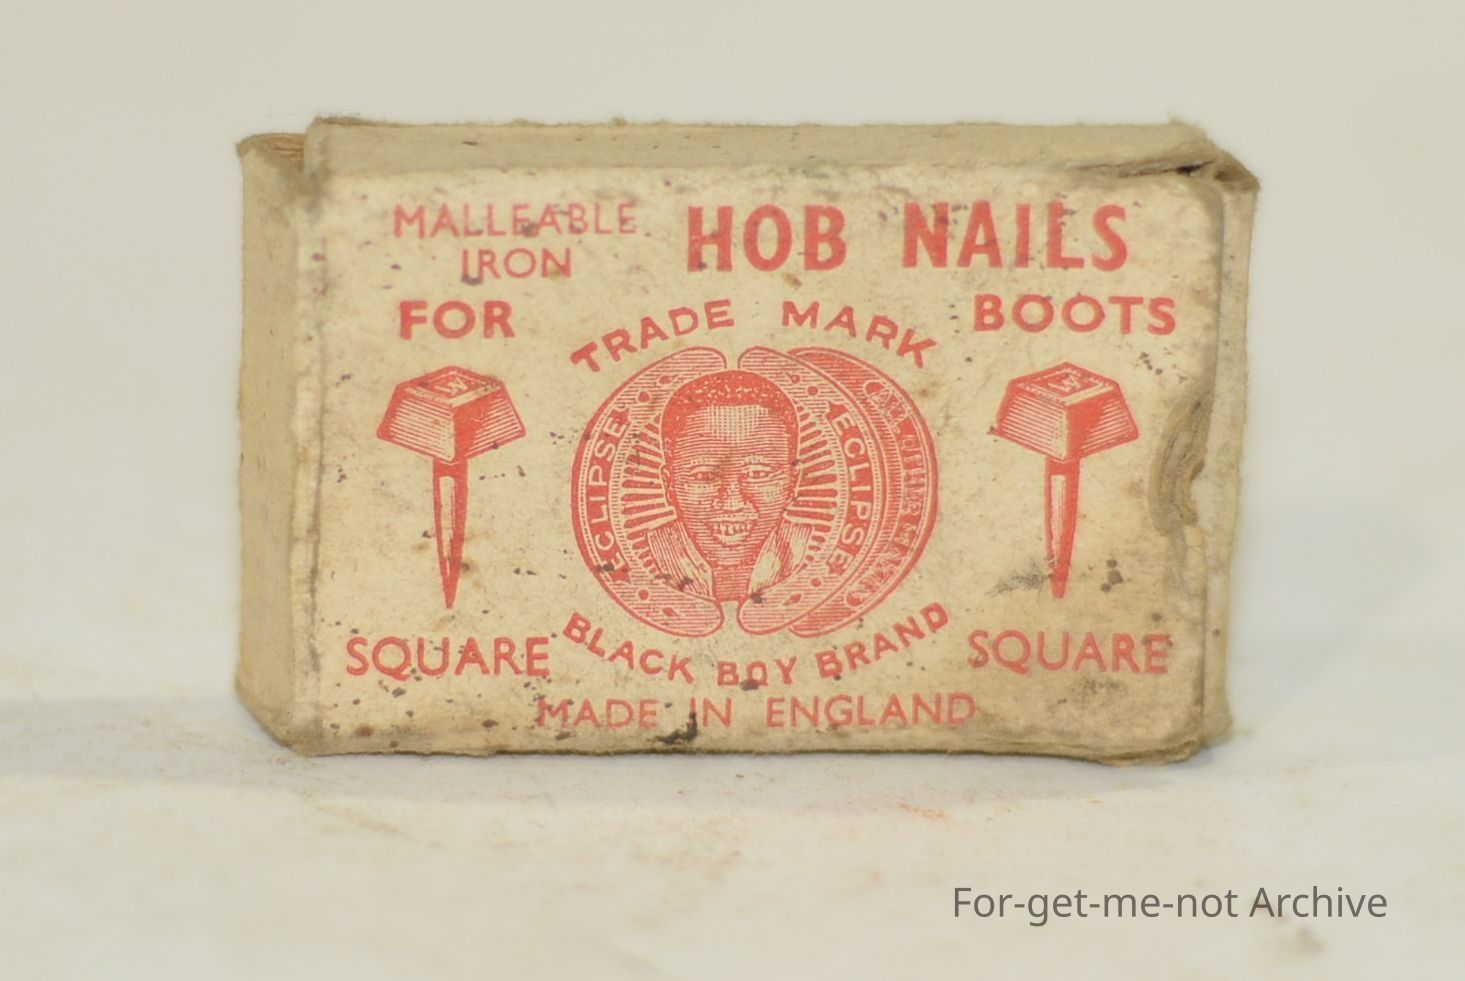 MALLEABLE IRON
HOB NAILS
FOR
BOOTS
TRADE MARK
W
W
ECLIPSE
ECLIPSE
SQUARE
BLACK BOY BRAND
SQUARE
MADE IN ENGLAND
For-get-me-not Archive